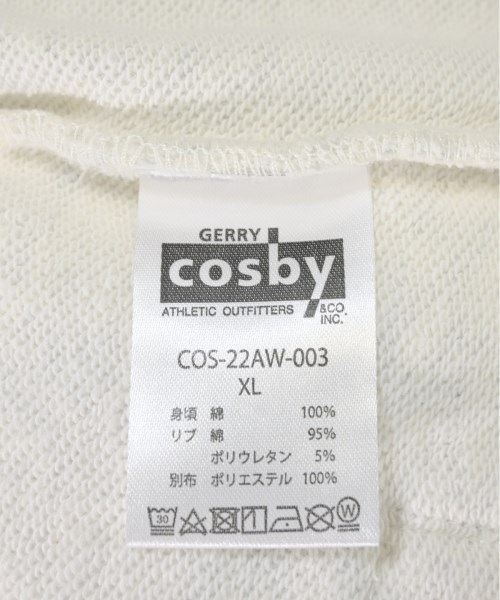 GERRY
cosby
ATHLETIC OUTFITTERS &CO.
INC.
COS-22AW-003
XL
身頃 綿 100%
リブ 綿 95%
ポリウレタン 5%
別布 ポリエステル 100%
30 W